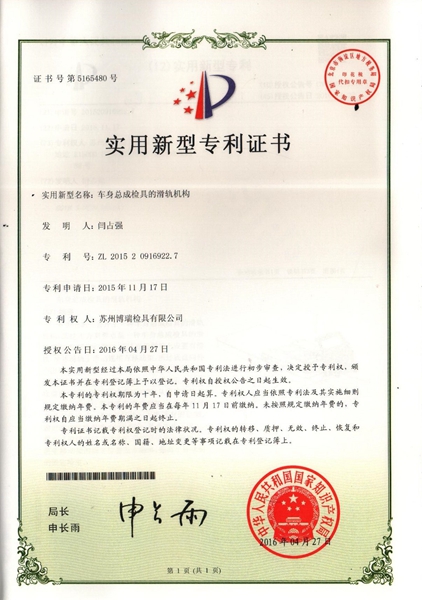 证书号第5165480号
印花税
代扣专用章
实用新型专利证书
实用新型名称：车身总成检具的滑轨机构
发 明 人：闫占强
专 利 号：ZL 2015 2 0916922.7
专利申请日：2015年11月17日
专 利 权 人：苏州博瑞检具有限公司
授权公告日：2016年04月27日
本实用新型经过本局依照中华人民共和国专利法进行初步审查，决定授予专利权，颁
发本证书并在专利登记簿上予以登记。专利权自授权公告之日起生效。
本专利的专利权期限为十年，自申请日起算。专利权人应当依照专利法及其实施细则
规定缴纳年费。本专利的年费应当在每年11月17日前缴纳。未按照规定缴纳年费的，专利
权自应当缴纳年费期满之日起终止。
专利证书记载专利权登记时的法律状况。专利权的转移、质押、无效、终止、恢复和
专利权人的姓名或名称、国籍、地址变更等事项记载在专利登记簿上。
局长
申长雨
申长雨
中华人民共和国国家知识产权局
2016年04月27日
第 1 页 (共 1 页)